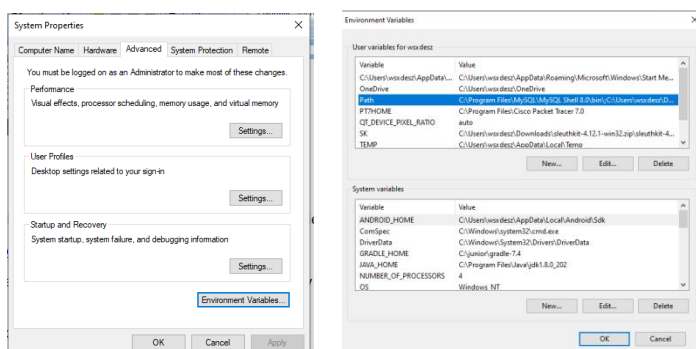 System Properties
Computer Name Hardware Advanced System Protection Remote
You must be logged on as an Administrator to make most of these changes.
Performance
Visual effects, processor scheduling, memory usage, and virtual memory
Settings...
User Profiles
Desktop settings related to your sign-in
Settings...
Startup and Recovery
System startup, system failure, and debugging information
Settings...
Environment Variables...
OK Cancel Apply
Environment Variables
User variables for wsxdesz
Variable Value
C:\Users\wsxdesz\AppData\... C:\Users\wsxdesz\AppData\Roaming\Microsoft\Windows\Start Me...
OneDrive C:\Users\wsxdesz\OneDrive
Path C:\Program Files\MySQL\MySQL Shell 8.0\bin\;C:\Users\wsxdesz\D...
PT7HOME C:\Program Files\Cisco Packet Tracer 7.0
QT_DEVICE_PIXEL_RATIO auto
SK C:\Users\wsxdesz\Downloads\sleuthkit-4.12.1-win32.zip\sleuthkit-4...
TEMP C:\Users\wsxdesz\AppData\Local\Temp
New... Edit... Delete
System variables
Variable Value
ANDROID_HOME C:\Users\wsxdesz\AppData\Local\Android\Sdk
ComSpec C:\Windows\system32\cmd.exe
DriverData C:\Windows\System32\Drivers\DriverData
GRADLE_HOME C:\junior\gradle-7.4
JAVA_HOME C:\Program Files\Java\jdk1.8.0_202
NUMBER_OF_PROCESSORS 4
OS Windows_NT
New... Edit... Delete
OK Cancel